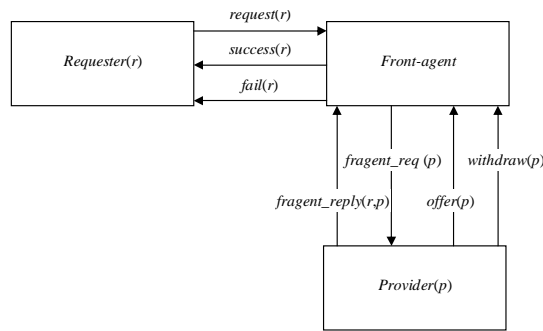 request(r)
success(r)
Requester(r)
Front-agent
fail(r)
fragent_req (p)
withdraw(p)
fragent_reply(r,p)
offer(p)
Provider(p)